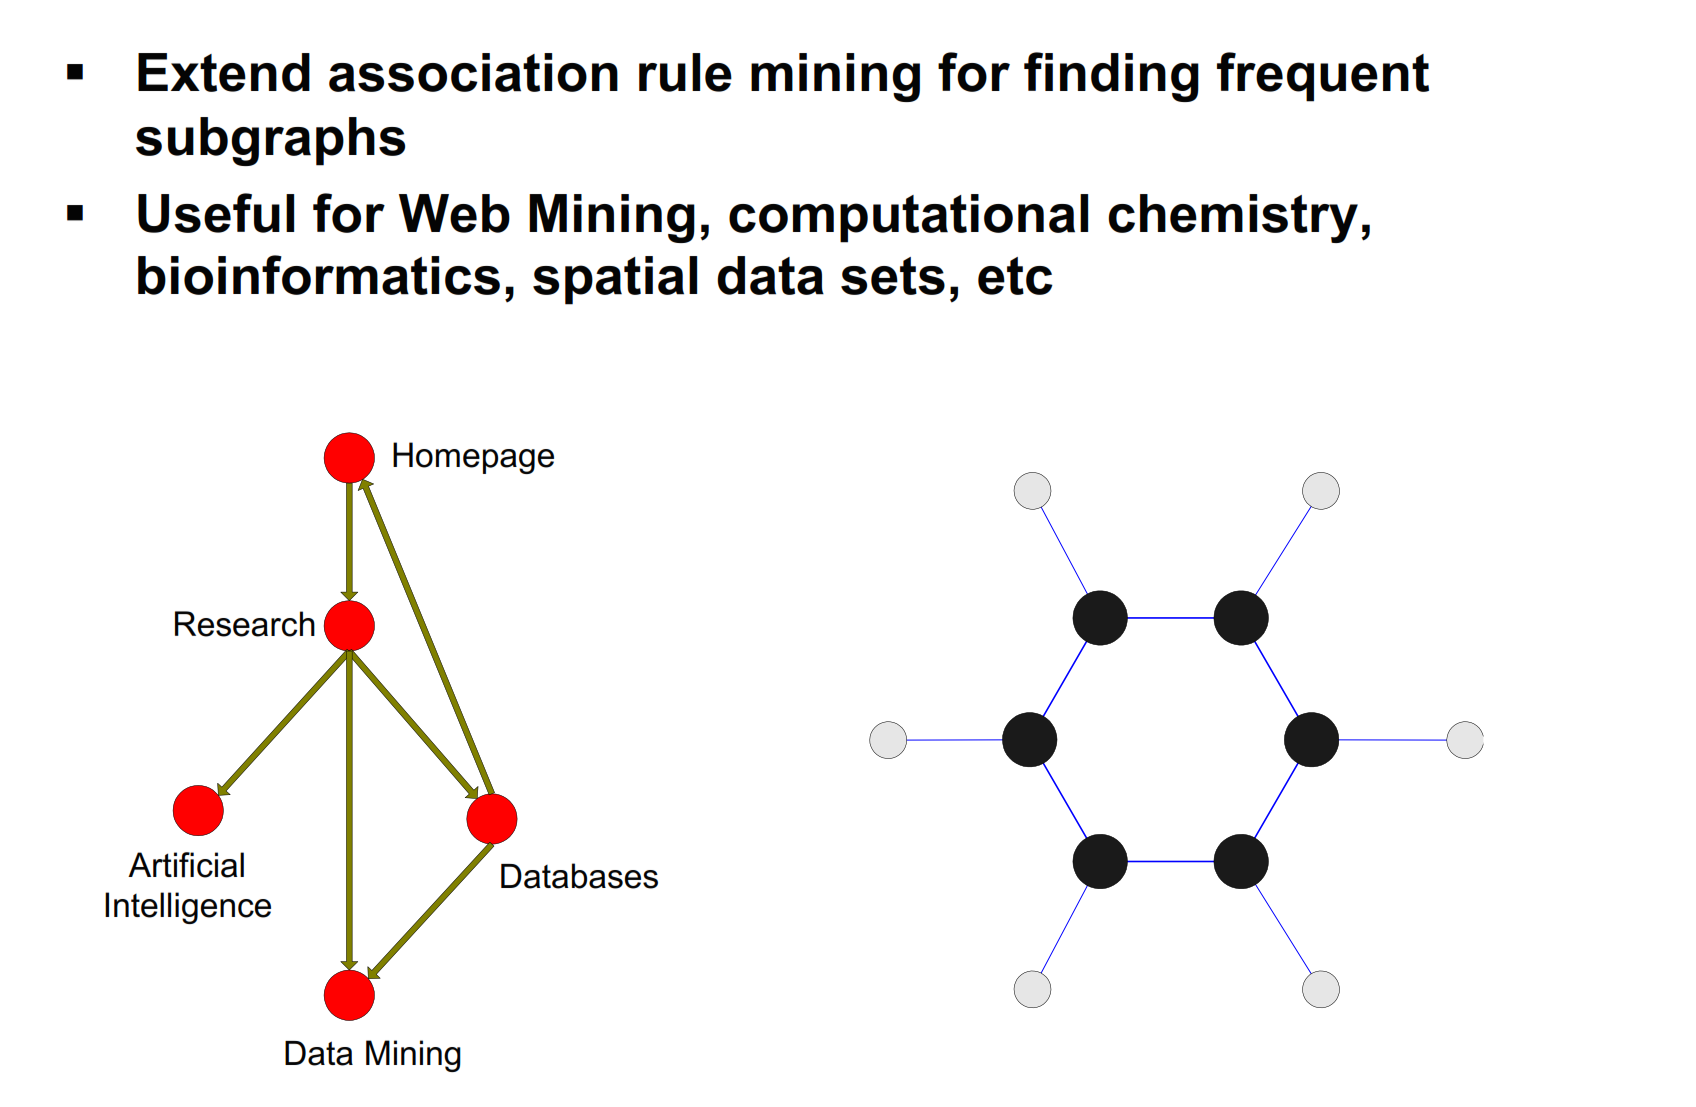 ▪ Extend association rule mining for finding frequent
subgraphs
▪ Useful for Web Mining, computational chemistry,
bioinformatics, spatial data sets, etc
Homepage
Research
Artificial
Intelligence
Databases
Data Mining